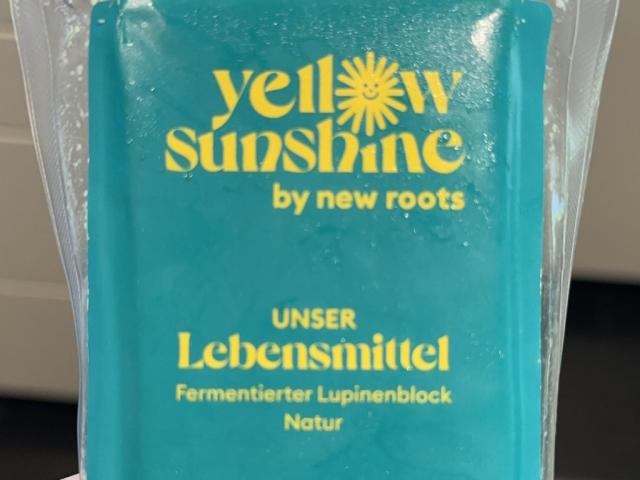 yellow
sunshine
by new roots
UNSER
Lebensmittel
Fermentierter Lupinenblock
Natur